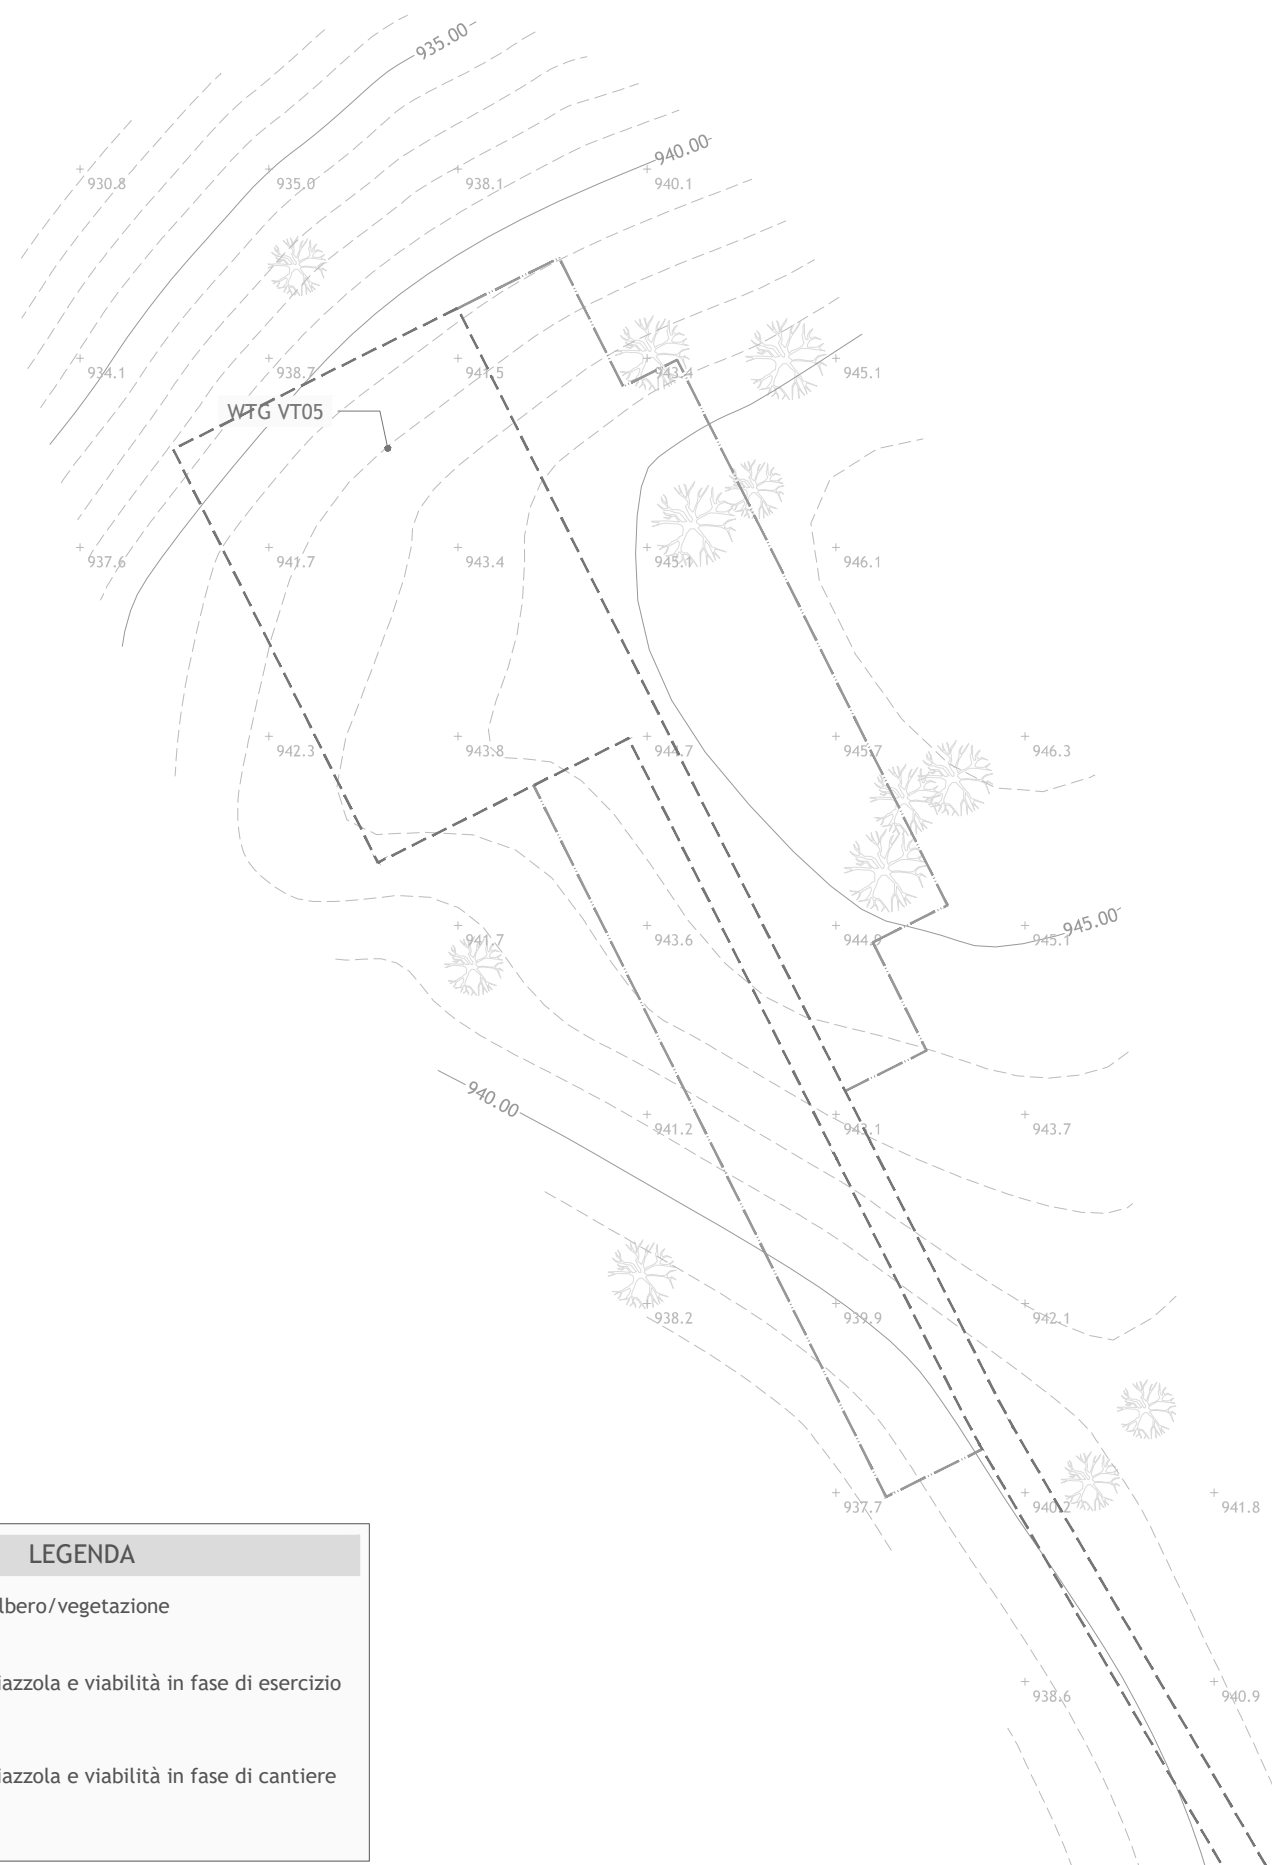 935.00
940.00
930.8 935.0 938.1 940.1
934.1 938.7 941.5 943.4 945.1
WTG VT05
937.6 941.7 943.4 945.1 946.1
942.3 943.8 944.7 945.7 946.3
945.00
941.7 943.6 944.9 945.1
940.00
941.2 943.1 943.7
938.2 939.9 942.1
937.7 940.2 941.8
938.6 940.9
LEGENDA
lbero/vegetazione
iazzola e viabilità in fase di esercizio
iazzola e viabilità in fase di cantiere